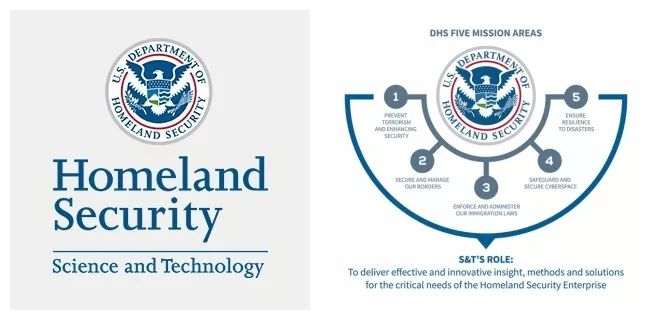 U.S. DEPARTMENT OF
HOMELAND SECURITY
Homeland
Security
Science and Technology
DHS FIVE MISSION AREAS
U.S. DEPARTMENT OF
HOMELAND SECURITY
1
PREVENT
TERRORISM
AND ENHANCING
SECURITY
2
SECURE AND MANAGE
OUR BORDERS
3
ENFORCE AND ADMINISTER
OUR IMMIGRATION LAWS
4
SAFEGUARD AND
SECURE CYBERSPACE
5
ENSURE
RESILIENCE
TO DISASTERS
S&T'S ROLE:
To deliver effective and innovative insight, methods and solutions
for the critical needs of the Homeland Security Enterprise